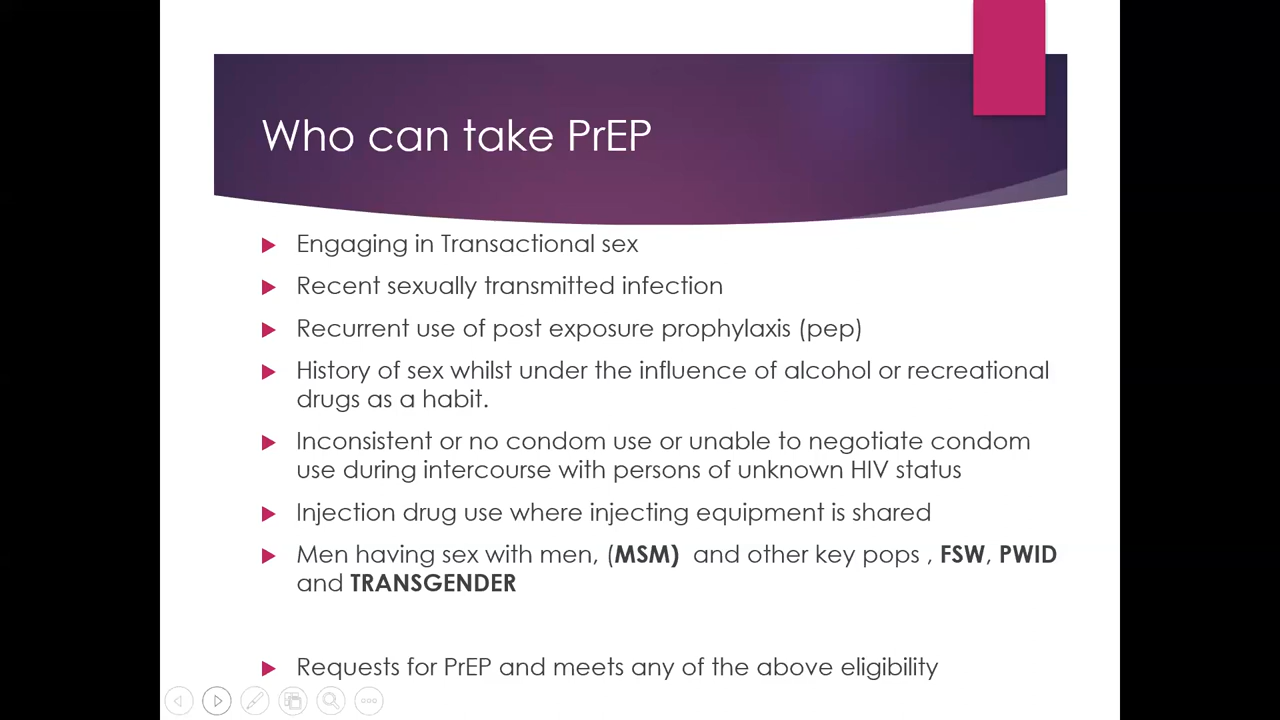 Who can take PrEP
Engaging in Transactional sex
Recent sexually transmitted infection
Recurrent use of post exposure prophylaxis (pep)
History of sex whilst under the influence of alcohol or recreational
drugs as a habit.
Inconsistent or no condom use or unable to negotiate condom
use during intercourse with persons of unknown HIV status
Injection drug use where injecting equipment is shared
Men having sex with men, (MSM) and other key pops , FSW, PWID
and TRANSGENDER
Requests for PrEP and meets any of the above eligibility